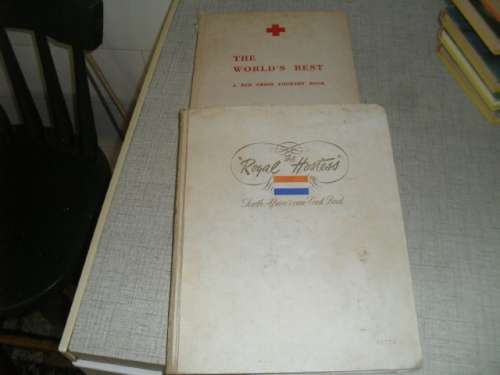 THE
WORLD'S BEST
A RED CROSS COOKERY BOOK
The
"Royal Hostess"
South Africa's own Cook Book